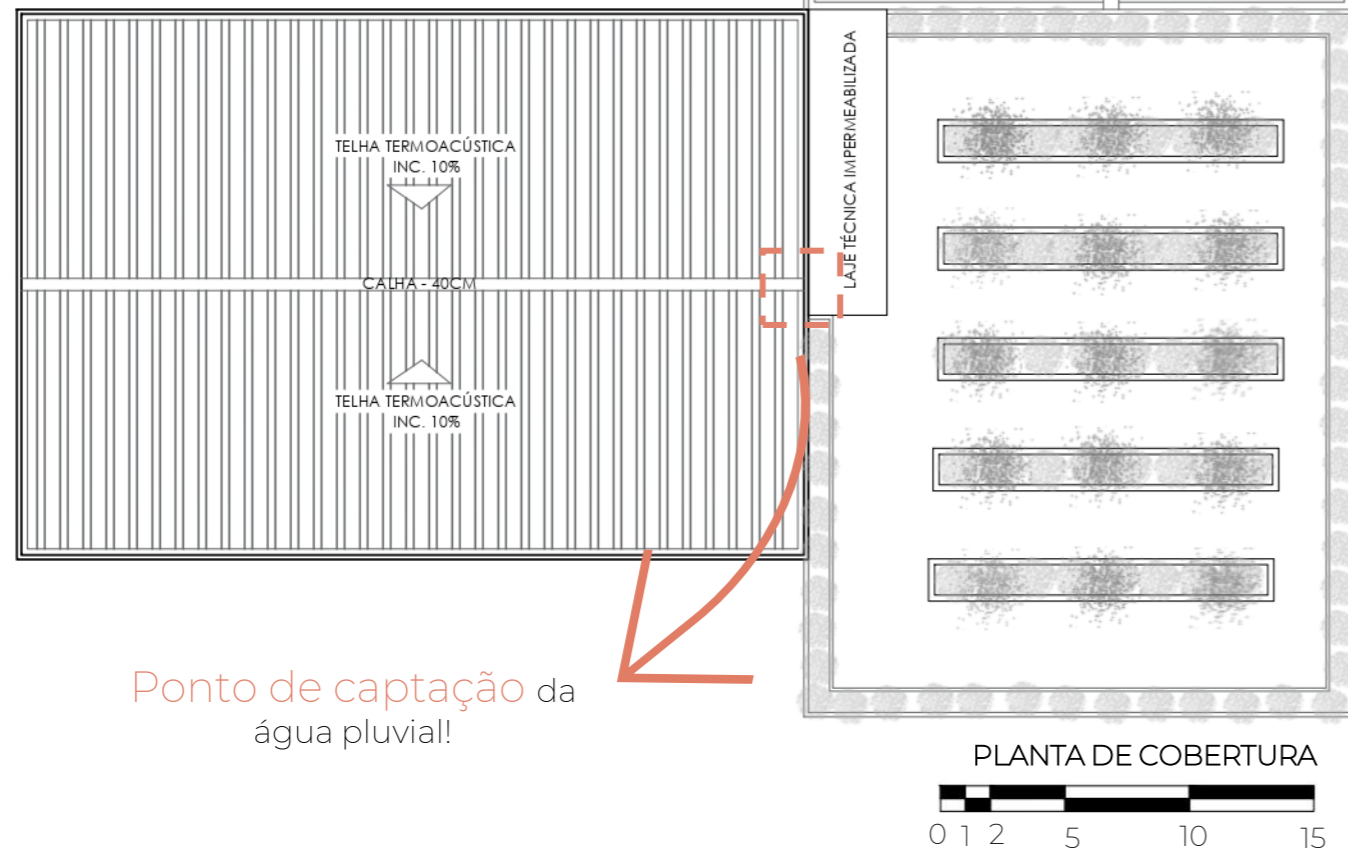 TELHA TERMOACÚSTICA
INC. 10%
LAJE TÉCNICA IMPERMEABILIZADA
CALHA - 40CM
TELHA TERMOACÚSTICA
INC. 10%
Ponto de captação da
água pluvial!
PLANTA DE COBERTURA
0 1 2 5 10 15